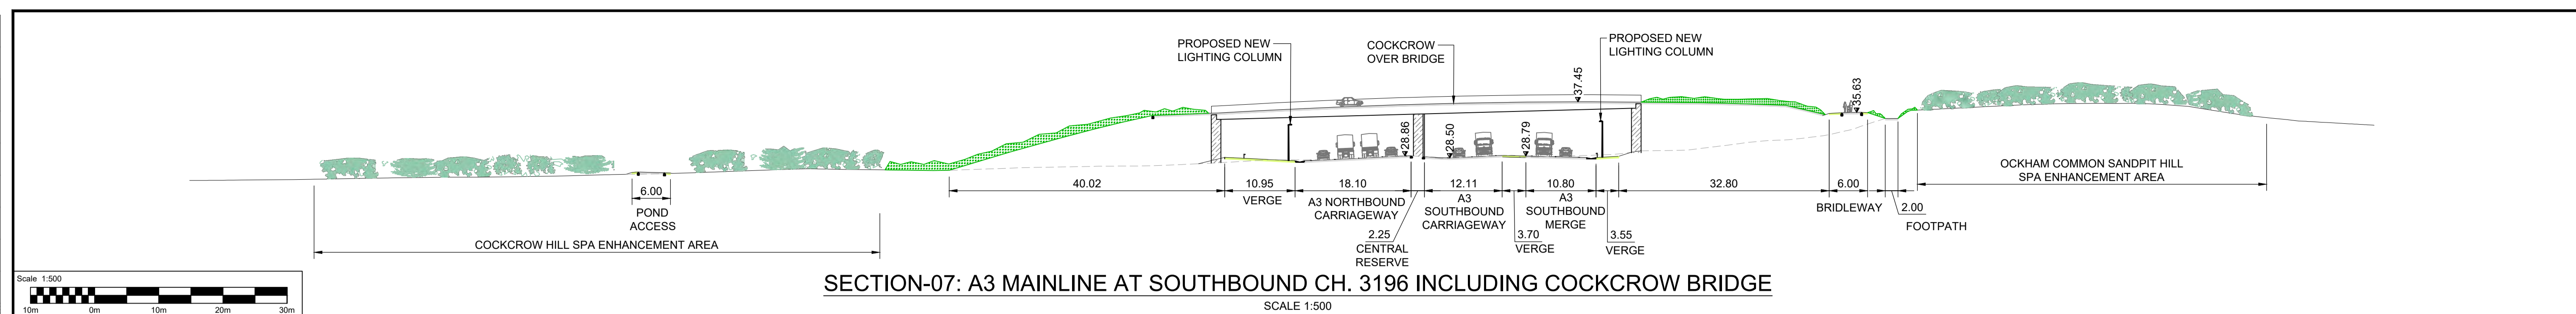 PROPOSED NEW
LIGHTING COLUMN
COCKCROW
OVER BRIDGE
PROPOSED NEW
LIGHTING COLUMN
37.45
35.63
28.86
28.50
28.79
OCKHAM COMMON SANDPIT HILL
SPA ENHANCEMENT AREA
6.00
POND
ACCESS
COCKCROW HILL SPA ENHANCEMENT AREA
40.02
10.95
VERGE
18.10
A3 NORTHBOUND
CARRIAGEWAY
2.25
CENTRAL
RESERVE
12.11
A3
SOUTHBOUND
CARRIAGEWAY
3.70
VERGE
10.80
A3
SOUTHBOUND
MERGE
3.55
VERGE
32.80
6.00
BRIDLEWAY
2.00
FOOTPATH
SECTION-07: A3 MAINLINE AT SOUTHBOUND CH. 3196 INCLUDING COCKCROW BRIDGE
SCALE 1:500
Scale 1:500
10m 0m 10m 20m 30m